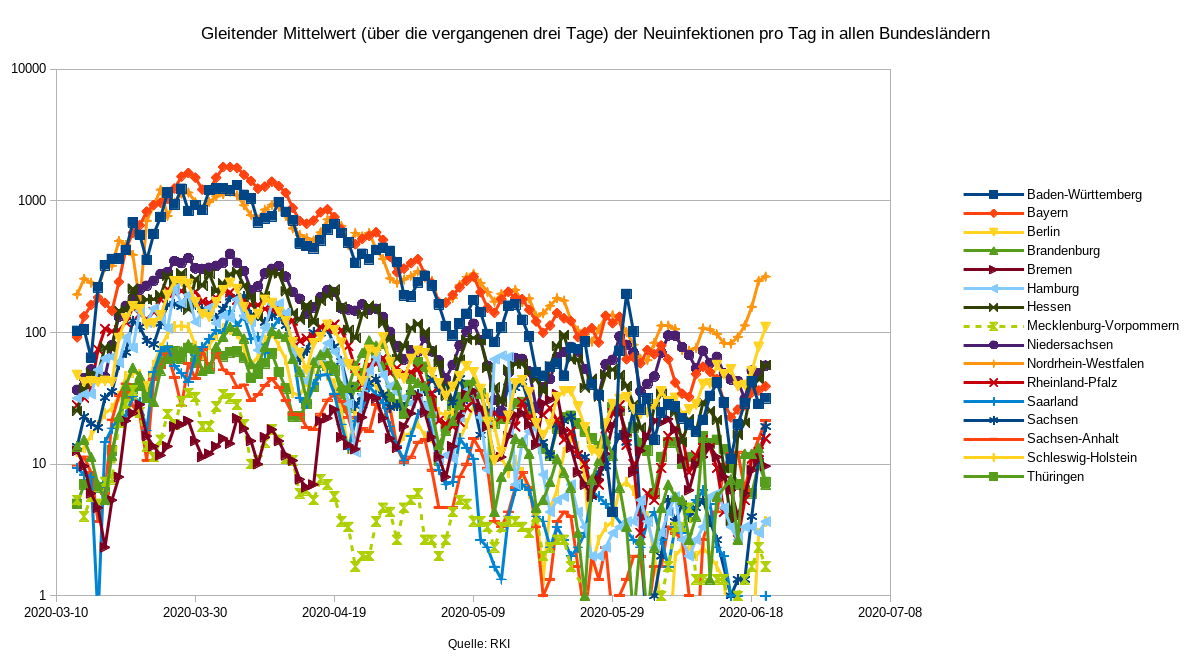 Gleitender Mittelwert (über die vergangenen drei Tage) der Neuinfektionen pro Tag in allen Bundesländern
10000
1000
100
10
1
2020-03-10
2020-03-30
2020-04-19
2020-05-09
2020-05-29
2020-06-18
2020-07-08
Quelle: RKI
Baden-Württemberg
Bayern
Berlin
Brandenburg
Bremen
Hamburg
Hessen
Mecklenburg-Vorpommern
Niedersachsen
Nordrhein-Westfalen
Rheinland-Pfalz
Saarland
Sachsen
Sachsen-Anhalt
Schleswig-Holstein
Thüringen